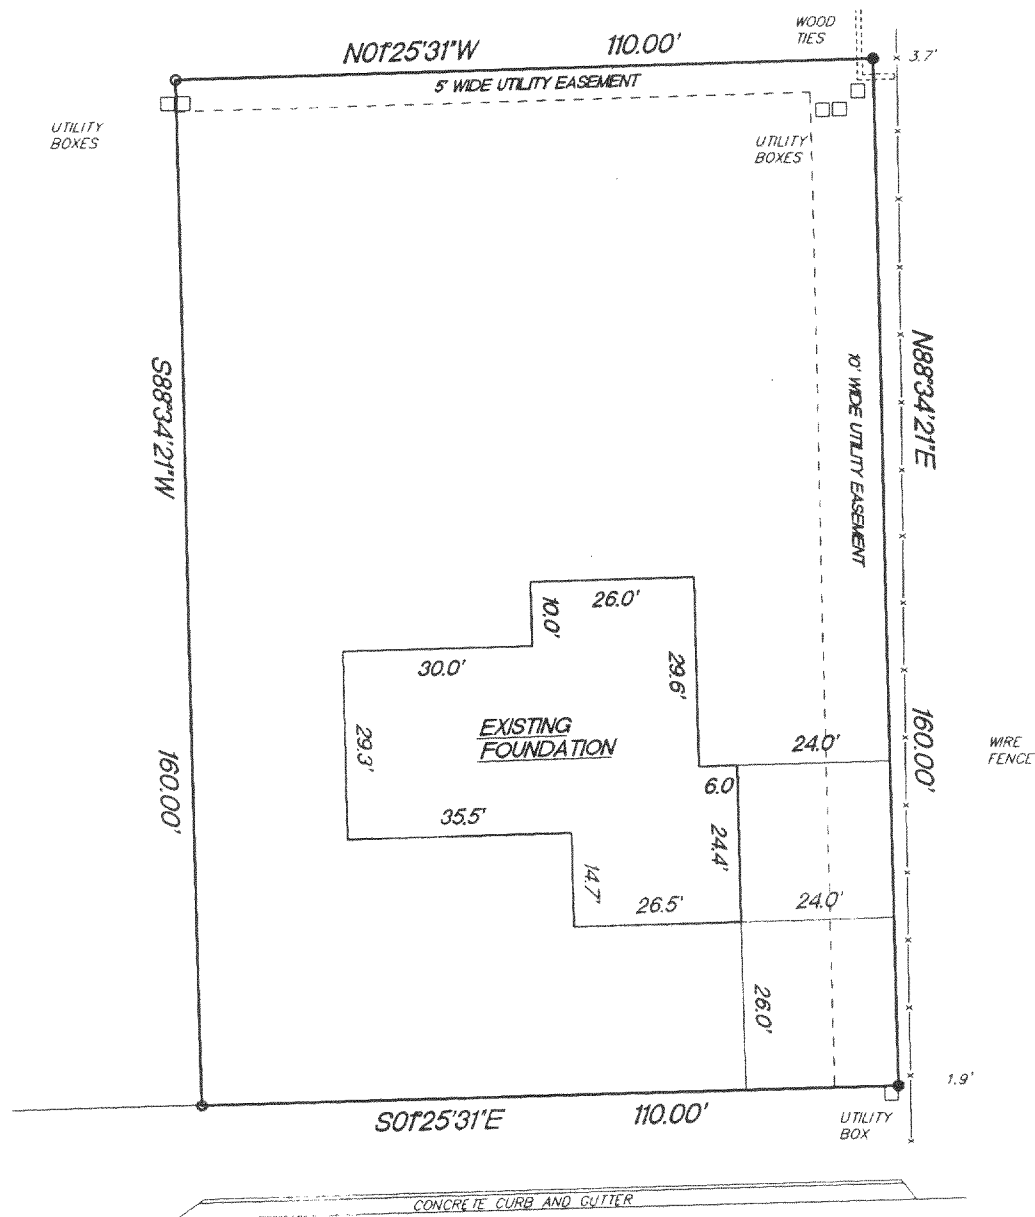 WOOD
TIES
N01°25'31"W 110.00'
3.7'
5' WIDE UTILITY EASEMENT
UTILITY
BOXES
UTILITY
BOXES
S88°34'21"W
160.00'
10' WIDE UTILITY EASEMENT
N88°34'21"E
160.00'
26.0'
10.0'
30.0'
29.6'
29.3'
EXISTING
FOUNDATION
24.0'
WIRE
FENCE
6.0
35.5'
24.4'
14.7'
26.5'
24.0'
26.0'
1.9'
S01°25'31"E 110.00'
UTILITY
BOX
CONCRETE CURB AND GUTTER